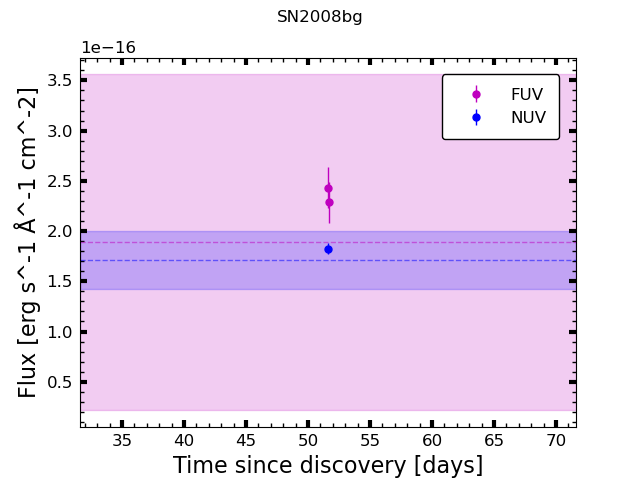 SN2008bg
1e−16
3.5
3.0
2.5
2.0
1.5
1.0
0.5
Flux [erg s^-1 Å^-1 cm^-2]
FUV
NUV
35 40 45 50 55 60 65 70
Time since discovery [days]